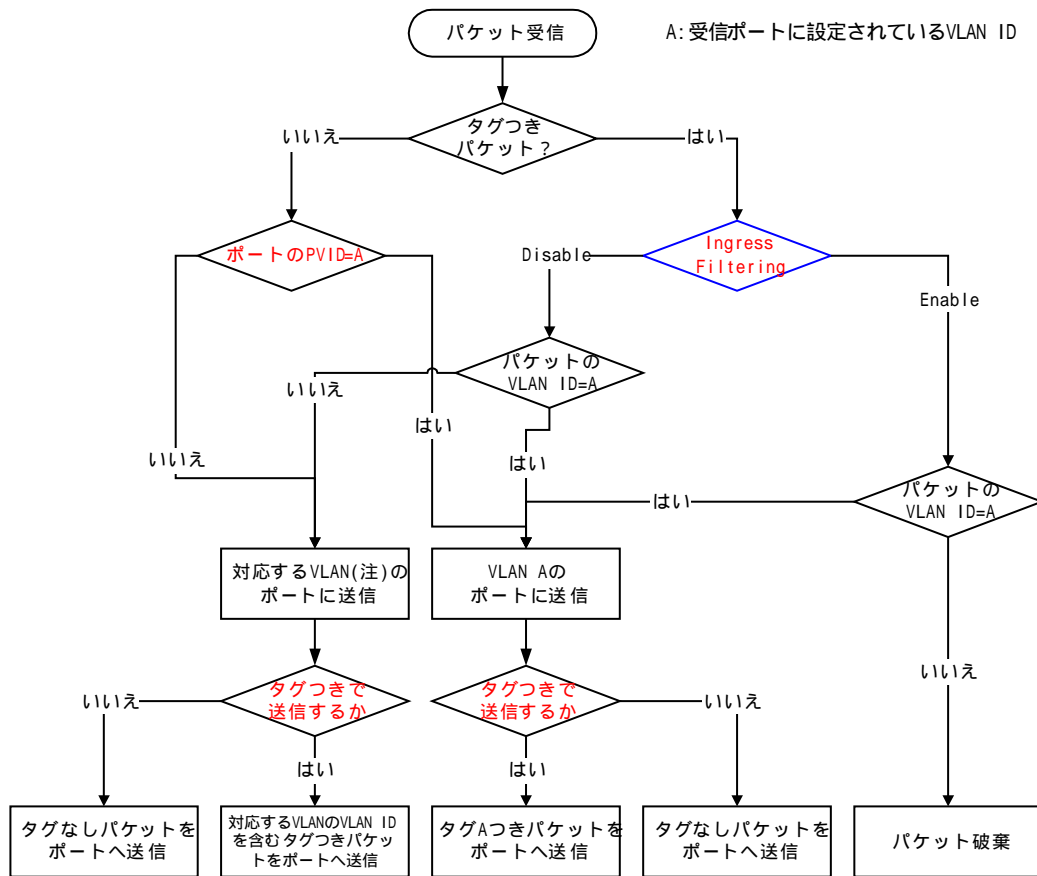 パケット受信
A:受信ポートに設定されているVLAN ID
タグつき
パケット?
いいえ
はい
ポートのPVID=A
Ingress
Filtering
Disable
Enable
パケットの
VLAN ID=A
いいえ
はい
はい
いいえ
パケットの
VLAN ID=A
はい
対応するVLAN(注)の
ポートに送信
VLAN Aの
ポートに送信
いいえ
タグつきで
送信するか
いいえ
はい
タグつきで
送信するか
いいえ
はい
タグなしパケットを
ポートへ送信
対応するVLANのVLAN ID
を含むタグつきパケッ
トをポートへ送信
タグAつきパケットを
ポートへ送信
タグなしパケットを
ポートへ送信
パケット破棄